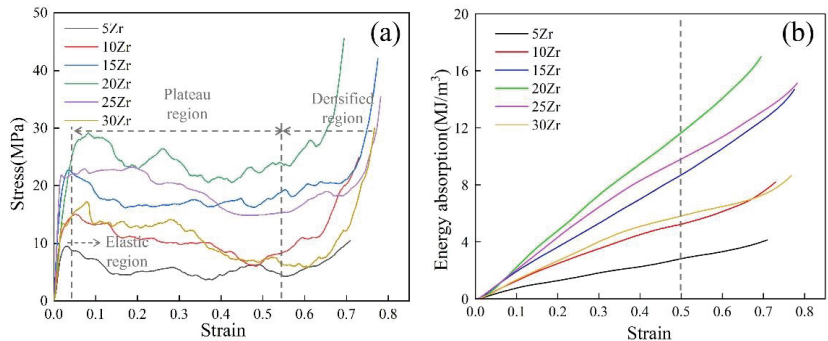 (a)
5Zr
10Zr
15Zr
20Zr
25Zr
30Zr
Plateau
region
Densified
region
Elastic
region
Stress(MPa)
50
40
30
20
10
0
0.0 0.1 0.2 0.3 0.4 0.5 0.6 0.7 0.8
Strain
(b)
5Zr
10Zr
15Zr
20Zr
25Zr
30Zr
Energy absorption(MJ/m³)
20
16
12
8
4
0
0.0 0.1 0.2 0.3 0.4 0.5 0.6 0.7 0.8
Strain